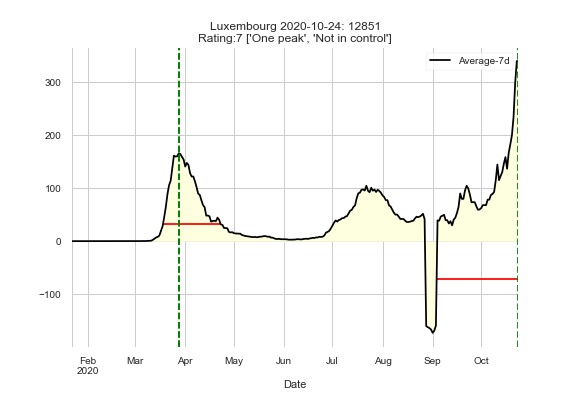 Luxembourg 2020-10-24: 12851
Rating:7 ['One peak', 'Not in control']
Average-7d
300
200
100
0
−100
Feb Mar Apr May Jun Jul Aug Sep Oct
2020
Date